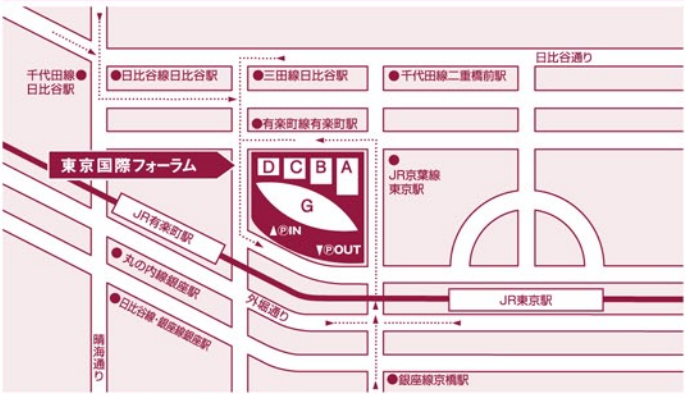 日比谷通り
千代田線
日比谷駅
日比谷線日比谷駅
三田線日比谷駅
千代田線二重橋前駅
有楽町線有楽町駅
東京国際フォーラム
D
C
B
A
G
▲ⓅIN
▼ⓅOUT
JR京葉線
東京駅
JR有楽町駅
丸の内線銀座駅
日比谷線・銀座線銀座駅
外堀通り
JR東京駅
晴海通り
銀座線京橋駅